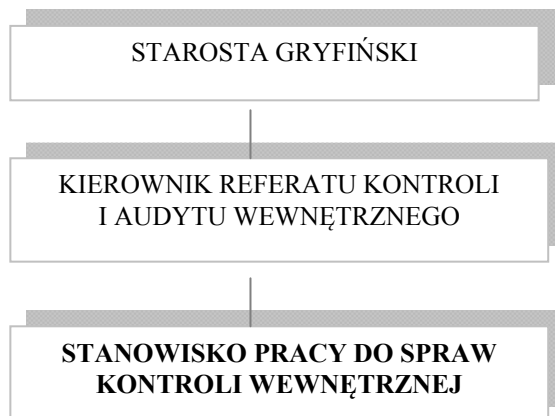 STAROSTA GRYFIŃSKI
KIEROWNIK REFERATU KONTROLI
I AUDYTU WEWNĘTRZNEGO
STANOWISKO PRACY DO SPRAW
KONTROLI WEWNĘTRZNEJ